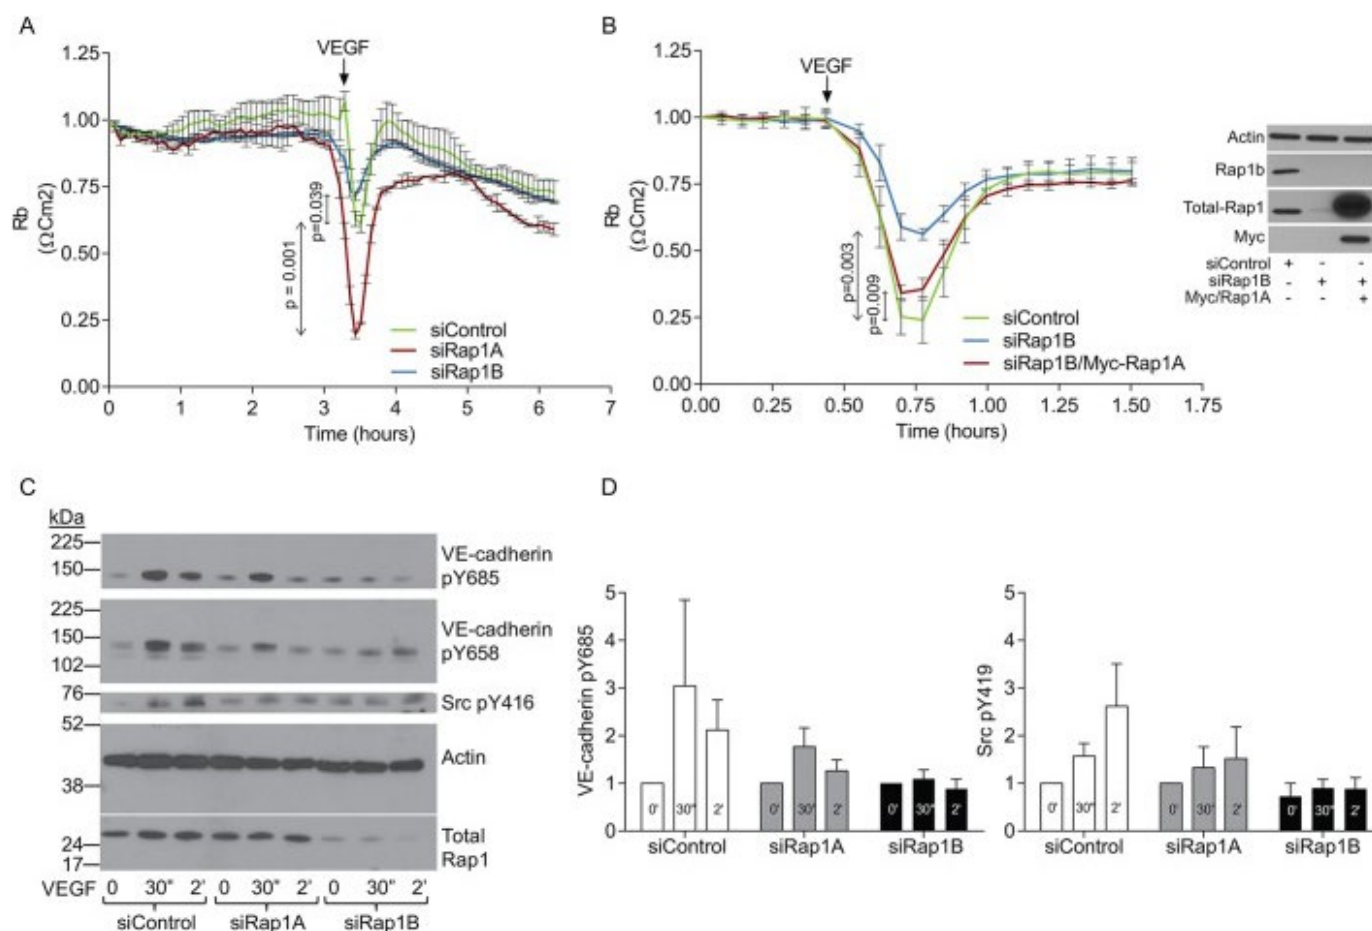 A
VEGF
1.25
1.00
0.75
0.50
0.25
0.00
Rb
(ΩCm2)
p=0.039
p = 0.001
siControl
siRap1A
siRap1B
0 1 2 3 4 5 6 7
Time (hours)
B
VEGF
1.25
1.00
0.75
0.50
0.25
0.00
Rb
(ΩCm2)
p=0.003
p=0.009
siControl
siRap1B
siRap1B/Myc-Rap1A
0.00 0.25 0.50 0.75 1.00 1.25 1.50 1.75
Time (hours)
Actin
Rap1b
Total-Rap1
Myc
siControl + - -
siRap1B - + +
Myc/Rap1A - - +
C
kDa
225
150
VE-cadherin
pY685
225
150
102
VE-cadherin
pY658
76
Src pY416
52
38
Actin
24
17
Total
Rap1
VEGF 0 30" 2' 0 30" 2' 0 30" 2'
siControl siRap1A siRap1B
D
VE-cadherin pY685
5
4
3
2
1
0
0' 30" 2' 0' 30" 2' 0' 30" 2'
siControl siRap1A siRap1B
Src pY419
5
4
3
2
1
0
0' 30" 2' 0' 30" 2' 0' 30" 2'
siControl siRap1A siRap1B